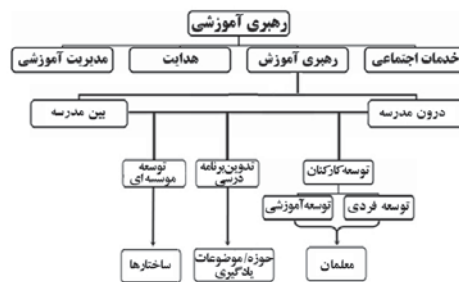 رهبری آموزشی
خدمات اجتماعی
رهبری آموزش
هدایت
مدیریت آموزشی
درون مدرسه
بین مدرسه
توسعه کارکنان
تدوین برنامه
درسی
توسعه
موسسه ای
توسعه فردی
توسعه آموزشی
معلمان
حوزه/موضوعات
یادگیری
ساختارها